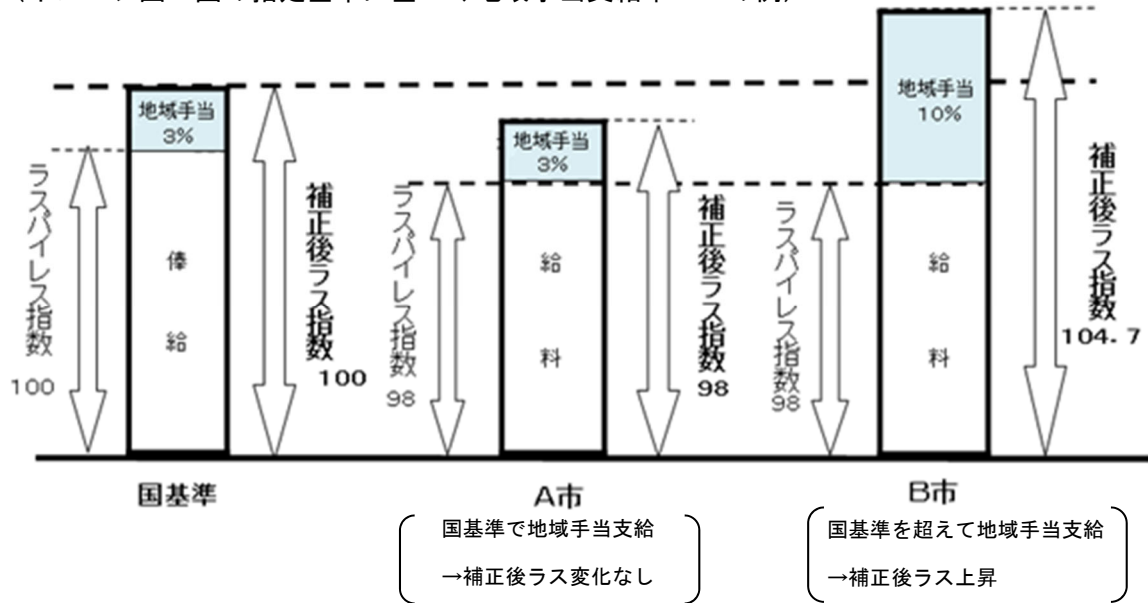 地域手当
3%
ラスパイレス指数
100
俸
給
補正後ラス指数
100
国基準
地域手当
3%
ラスパイレス指数
98
給
料
補正後ラス指数
98
A市
国基準で地域手当支給
→補正後ラス変化なし
地域手当
10%
ラスパイレス指数
98
給
料
補正後ラス指数
104.7
B市
国基準を超えて地域手当支給
→補正後ラス上昇